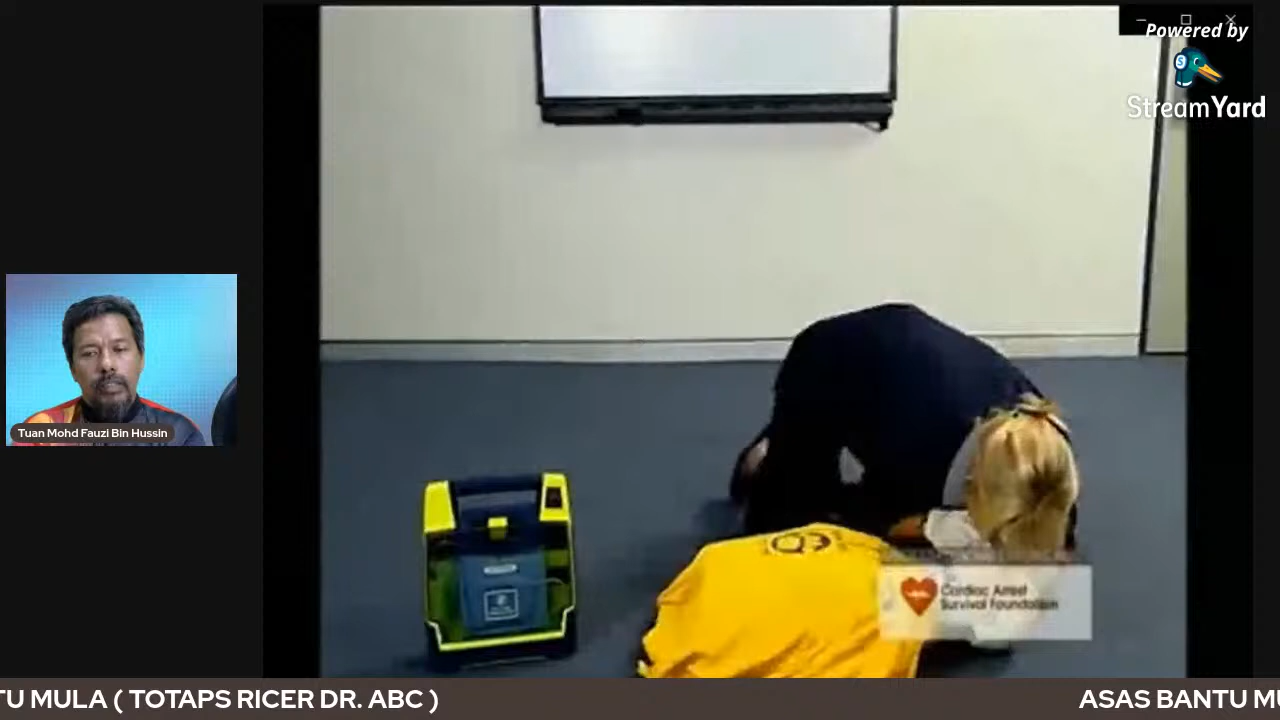 Powered by
StreamYard
Tuan Mohd Fauzi Bin Hussin
Cardiac Arrest
Survival Foundation
TU MULA ( TOTAPS RICER DR. ABC )
ASAS BANTU MU